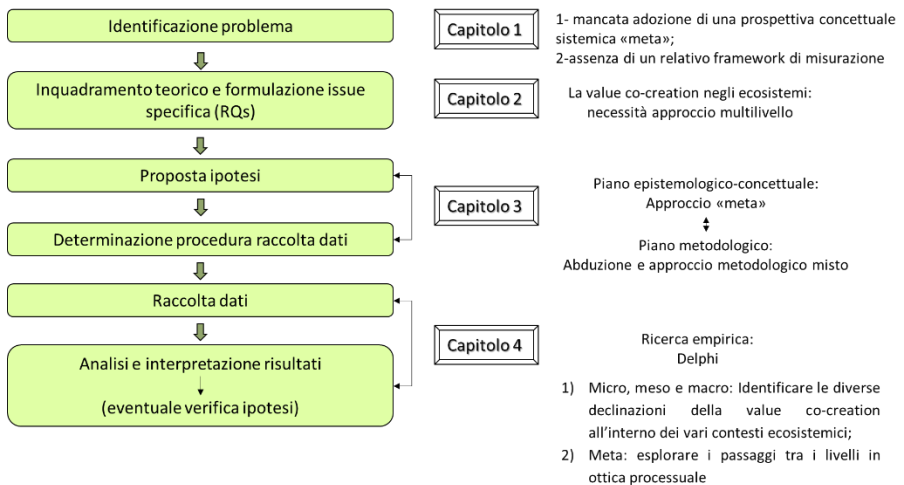 Identificazione problema
Capitolo 1
1- mancata adozione di una prospettiva concettuale
sistemica «meta»;
2-assenza di un relativo framework di misurazione
Inquadramento teorico e formulazione issue
specifica (RQs)
Capitolo 2
La value co-creation negli ecosistemi:
necessità approccio multilivello
Proposta ipotesi
Determinazione procedura raccolta dati
Capitolo 3
Piano epistemologico-concettuale:
Approccio «meta»
Piano metodologico:
Abduzione e approccio metodologico misto
Raccolta dati
Analisi e interpretazione risultati
(eventuale verifica ipotesi)
Capitolo 4
Ricerca empirica:
Delphi
1) Micro, meso e macro: Identificare le diverse
declinazioni della value co-creation
all'interno dei vari contesti ecosistemici;
2) Meta: esplorare i passaggi tra i livelli in
ottica processuale